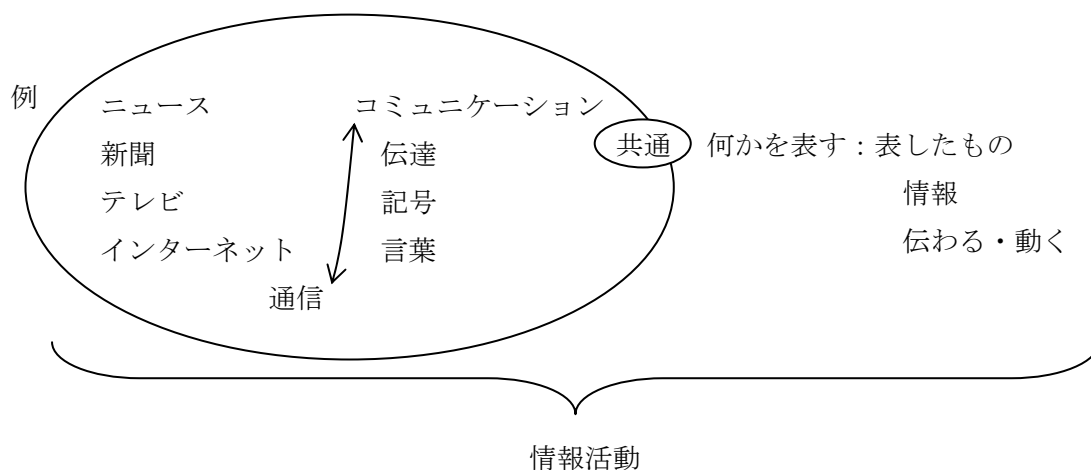 例
ニュース
新聞
テレビ
インターネット
通信
コミュニケーション
伝達
記号
言葉
共通
何かを表す：表したもの
情報
伝わる・動く
情報活動